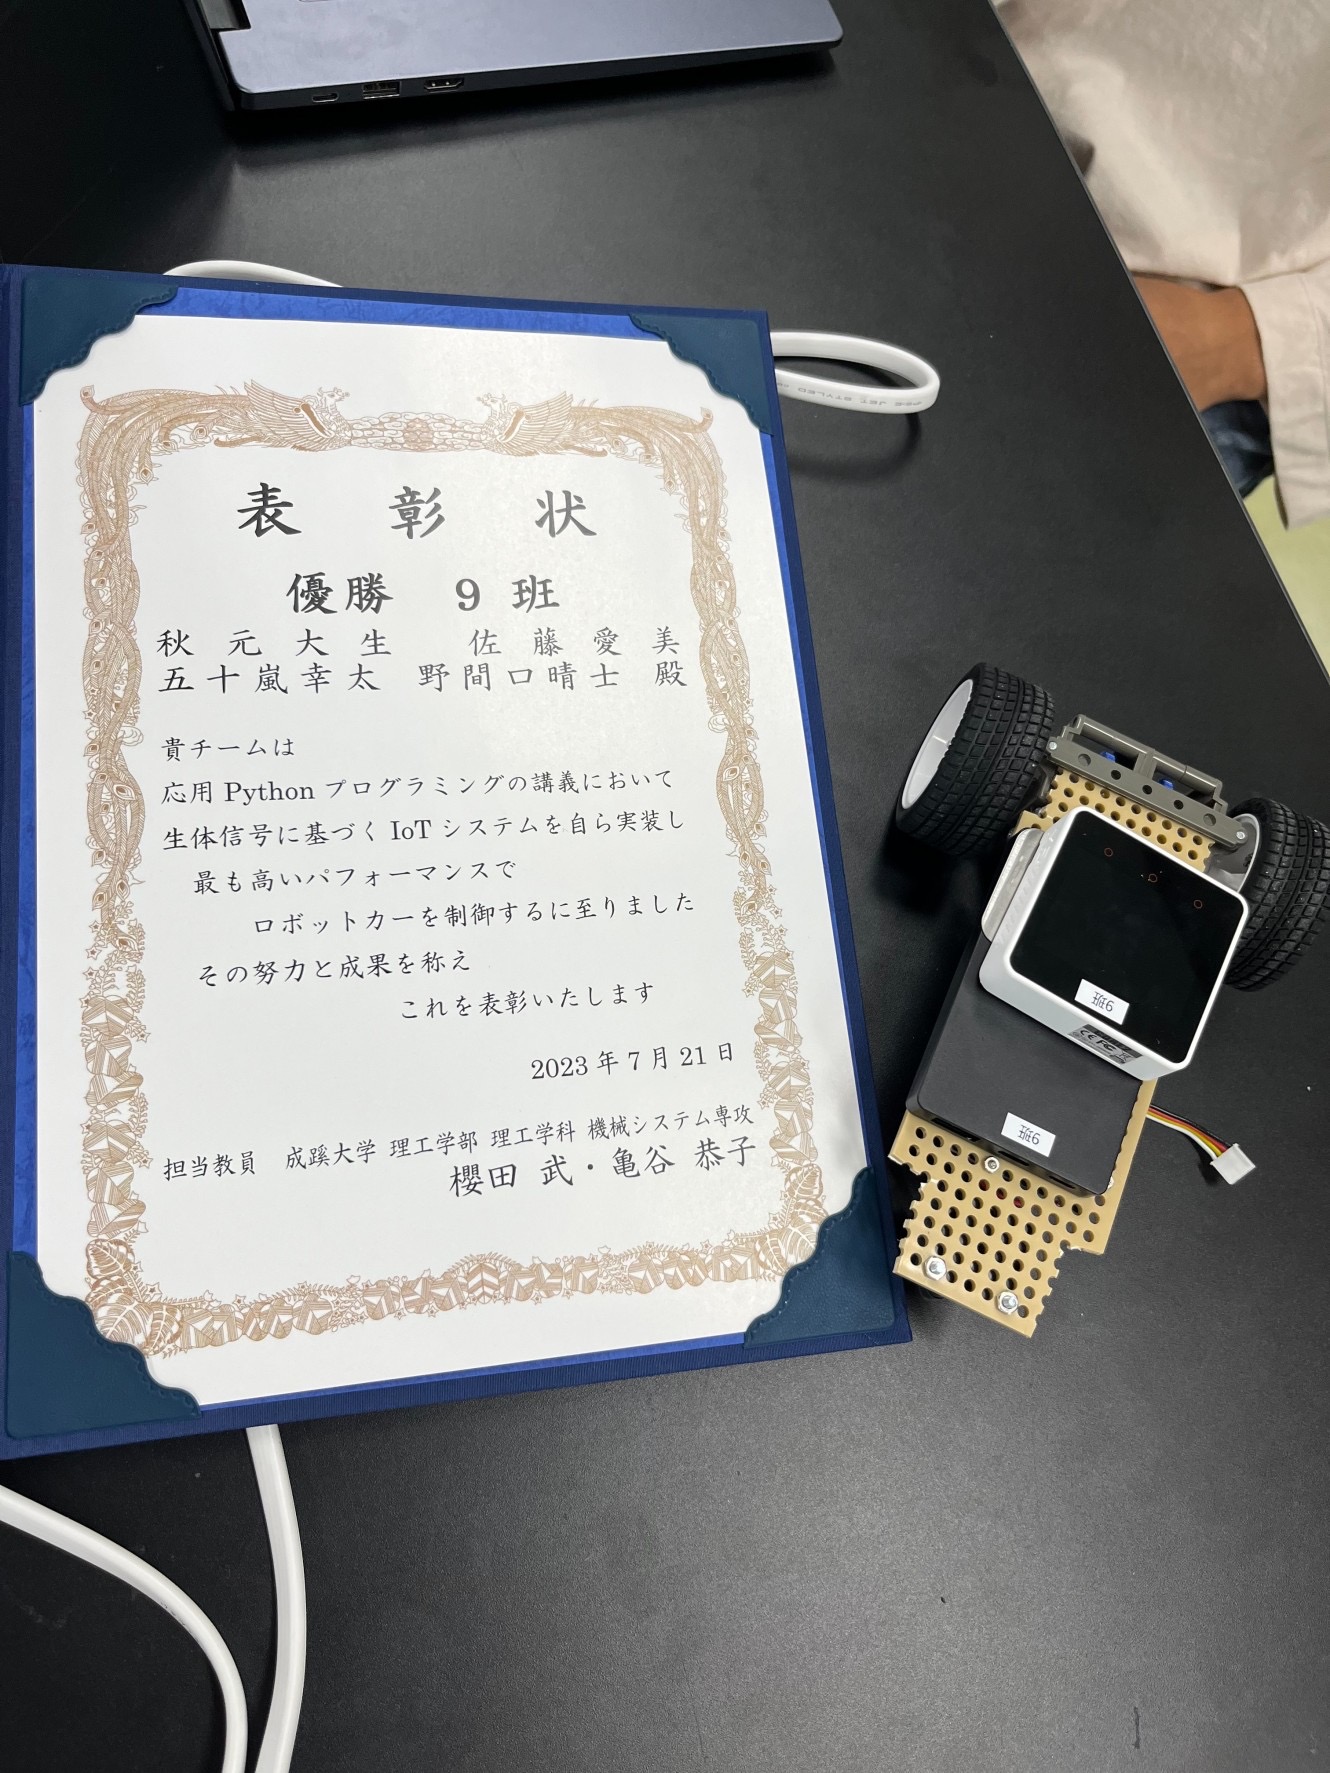 表 彰 状
優勝 9 班
秋元大生 佐藤愛美
五十嵐幸太 野間口晴士 殿
貴チームは
応用 Python プログラミングの講義において
生体信号に基づく IoT システムを自ら実装し
最も高いパフォーマンスで
ロボットカーを制御するに至りました
その努力と成果を称え
これを表彰いたします
2023 年 7 月 21 日
担当教員 成蹊大学 理工学部 理工学科 機械システム専攻
櫻田 武・亀谷 恭子
9班
CE FC
9班